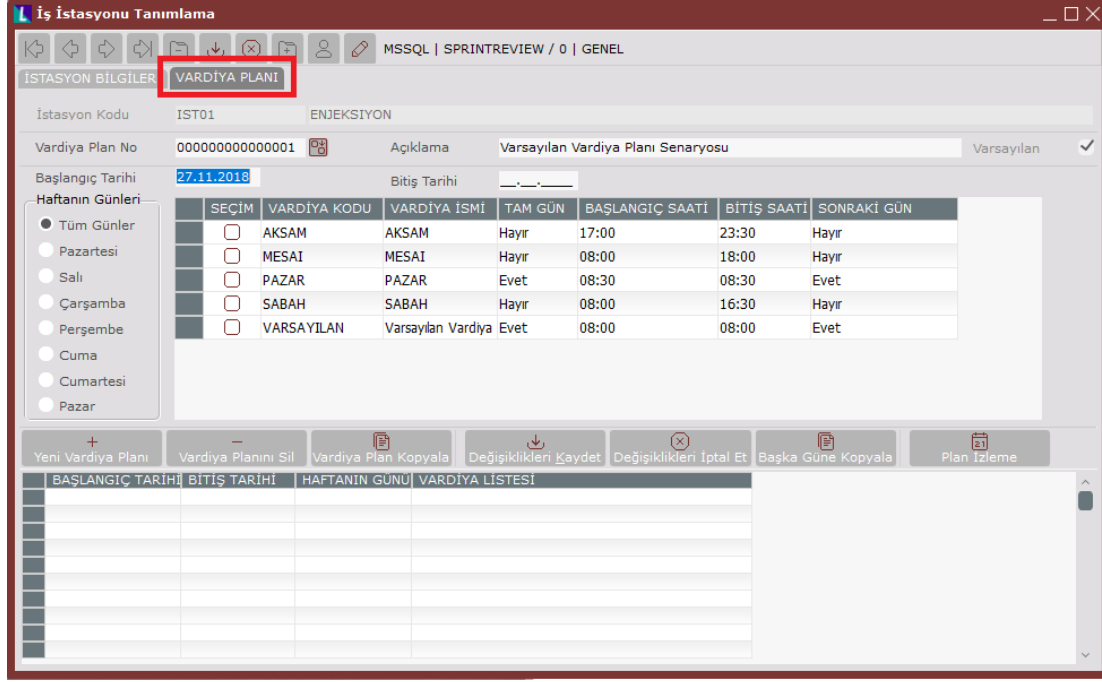 İş İstasyonu Tanımlama
MSSQL | SPRINTREVIEW / 0 | GENEL
İSTASYON BİLGİLER VARDİYA PLANI
İstasyon Kodu IST01 ENJEKSIYON
Vardiya Plan No 000000000000001 Açıklama Varsayılan Vardiya Planı Senaryosu Varsayılan
Başlangıç Tarihi 27.11.2018 Bitiş Tarihi __.__.____
Haftanın Günleri
Tüm Günler
Pazartesi
Salı
Çarşamba
Perşembe
Cuma
Cumartesi
Pazar
SEÇİM VARDİYA KODU VARDİYA İSMİ TAM GÜN BAŞLANGIÇ SAATİ BİTİŞ SAATİ SONRAKİ GÜN
AKSAM AKSAM Hayır 17:00 23:30 Hayır
MESAI MESAI Hayır 08:00 18:00 Hayır
PAZAR PAZAR Evet 08:30 08:30 Evet
SABAH SABAH Hayır 08:00 16:30 Hayır
VARSAYILAN Varsayılan Vardiya Evet 08:00 08:00 Evet
Yeni Vardiya Planı Vardiya Planını Sil Vardiya Plan Kopyala Değişiklikleri Kaydet Değişiklikleri İptal Et Başka Güne Kopyala 21 Plan İzleme
BAŞLANGIÇ TARİHİ BİTİŞ TARİHİ HAFTANIN GÜNÜ VARDİYA LİSTESİ